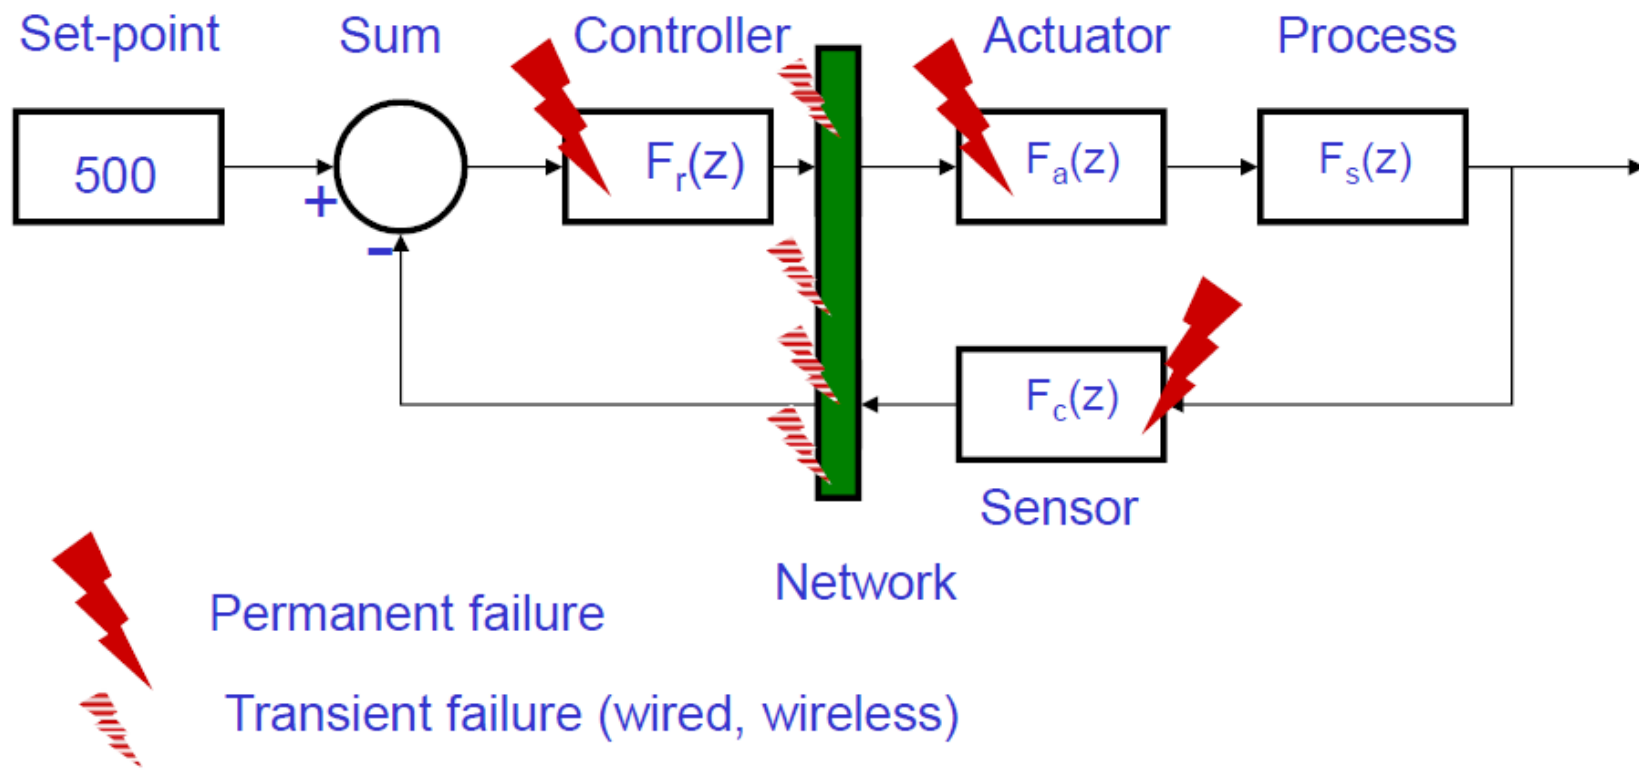 Set-point
Sum
Controller
Actuator
Process
500
+
-
Fr(z)
Fa(z)
Fs(z)
Fc(z)
Sensor
Network
Permanent failure
Transient failure (wired, wireless)